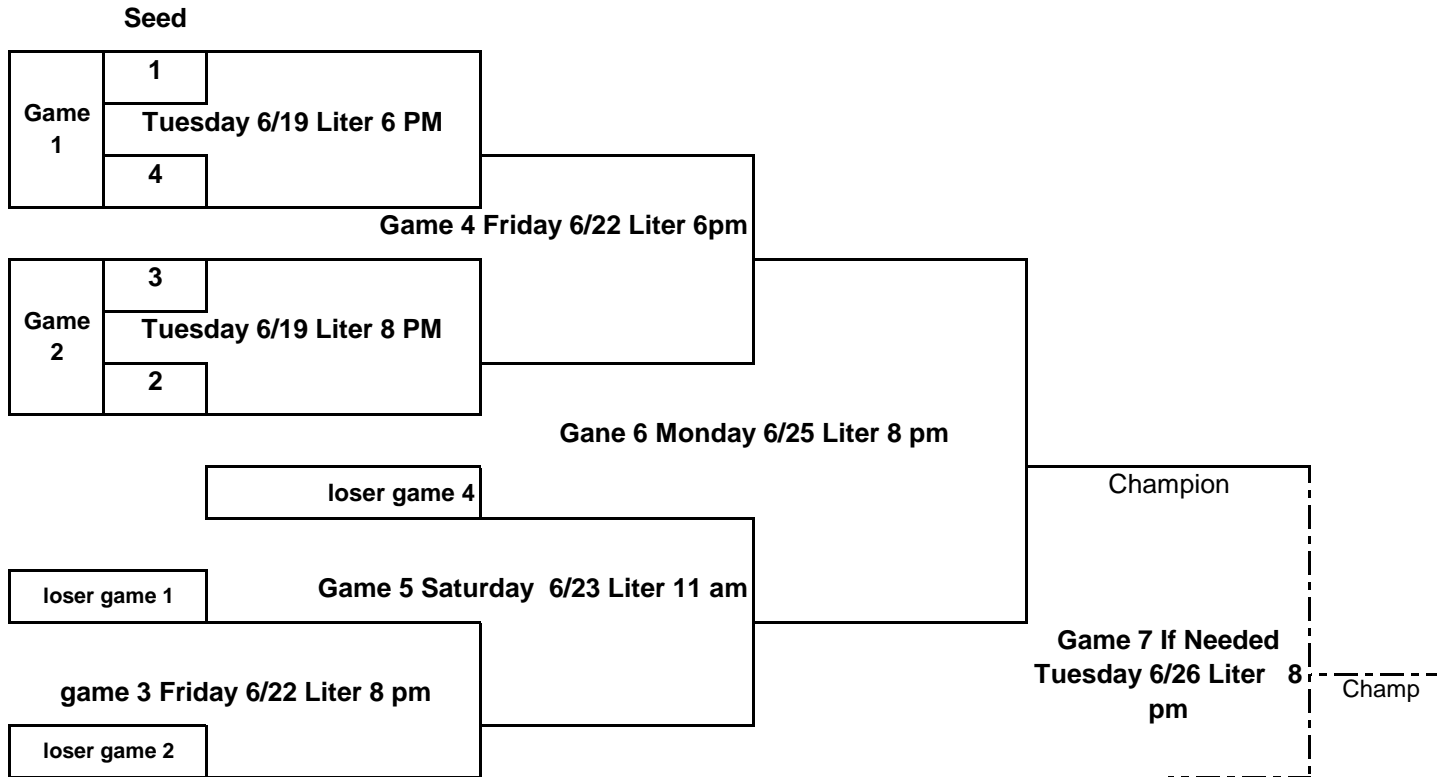 Seed
1
Game
1
Tuesday 6/19 Liter 6 PM
4
Game 4 Friday 6/22 Liter 6pm
3
Game
2
Tuesday 6/19 Liter 8 PM
2
Gane 6 Monday 6/25 Liter 8 pm
loser game 4
Champion
loser game 1
Game 5 Saturday 6/23 Liter 11 am
Game 7 If Needed
Tuesday 6/26 Liter 8
pm
Champ
game 3 Friday 6/22 Liter 8 pm
loser game 2